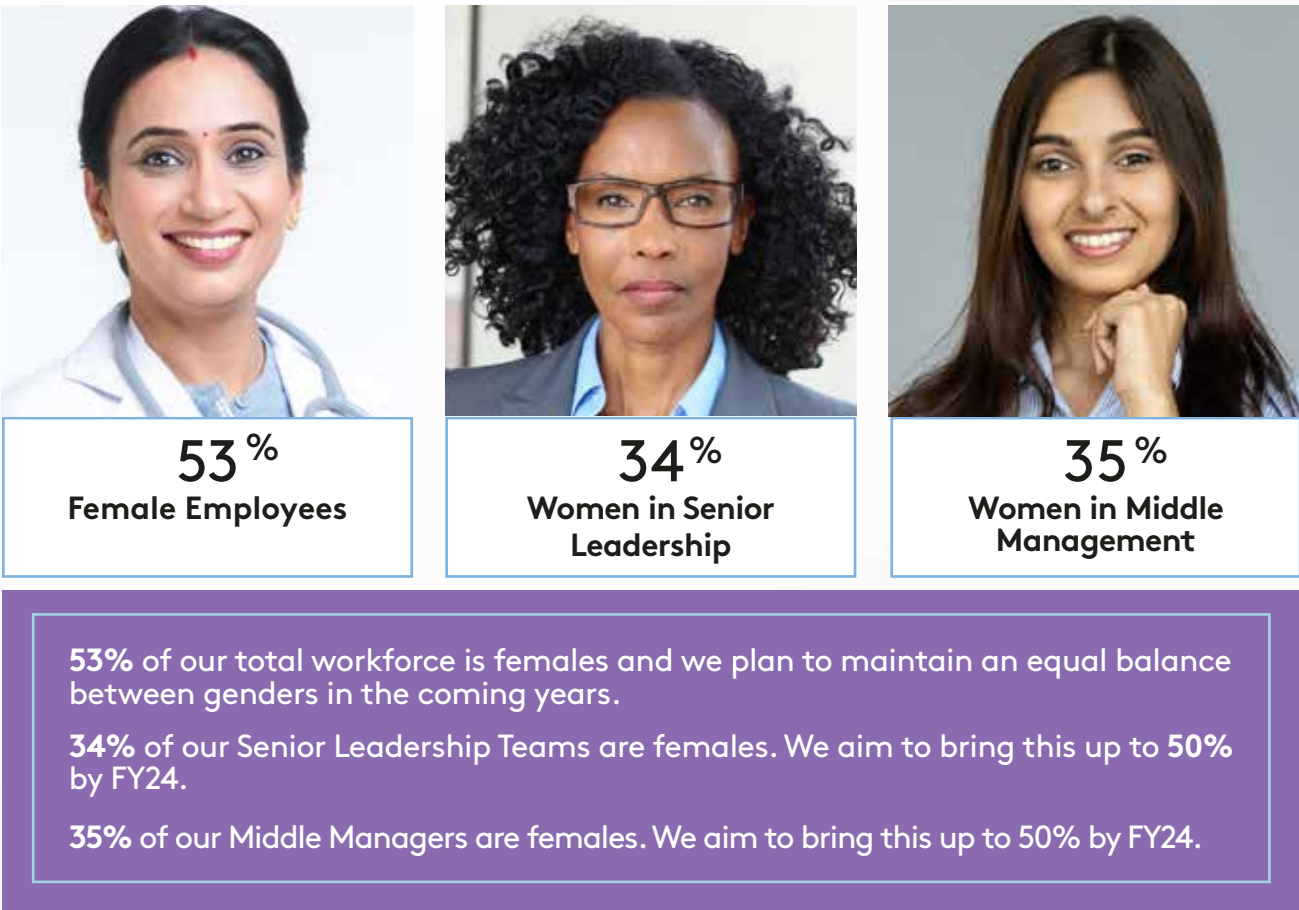 53%
Female Employees
34%
Women in Senior
Leadership
35%
Women in Middle
Management
53% of our total workforce is females and we plan to maintain an equal balance
between genders in the coming years.
34% of our Senior Leadership Teams are females. We aim to bring this up to 50%
by FY24.
35% of our Middle Managers are females. We aim to bring this up to 50% by FY24.